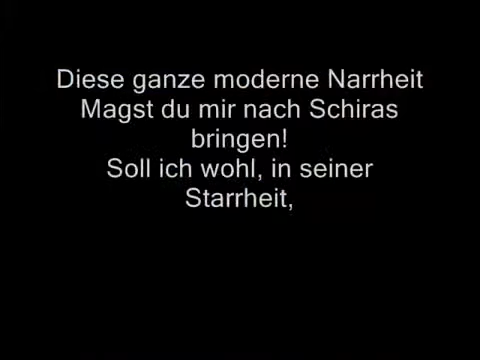 Diese ganze moderne Narrheit
Magst du mir nach Schiras
bringen!
Soll ich wohl, in seiner
Starrheit,